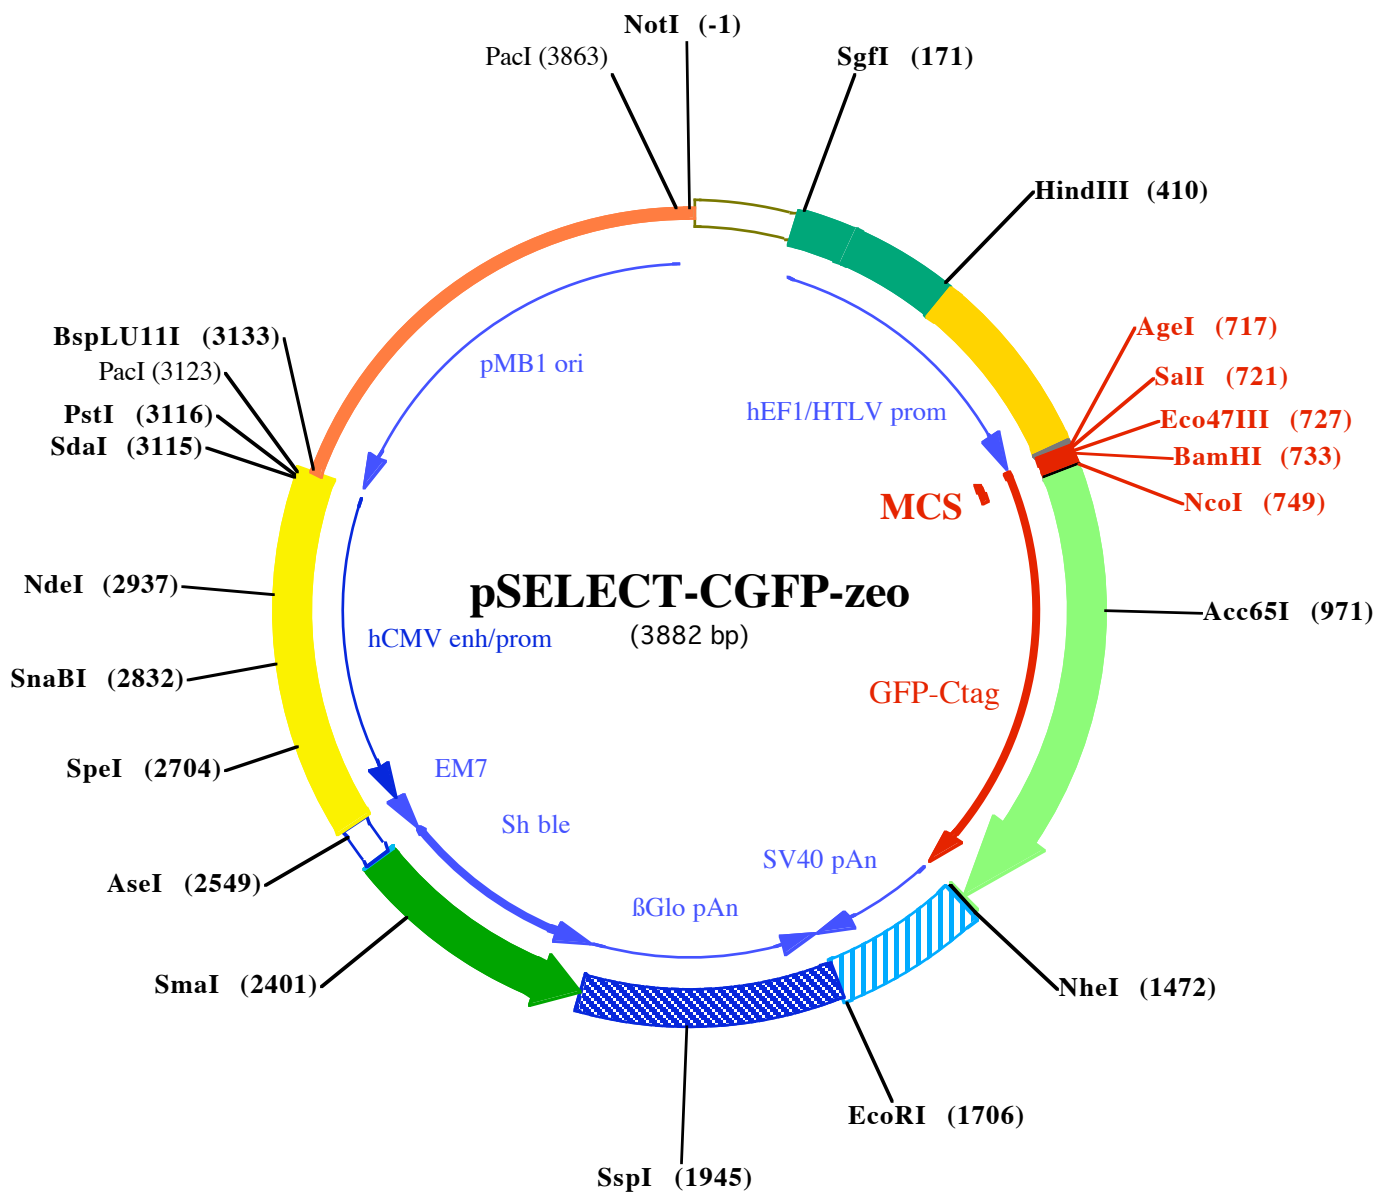 NotI (-1)
PacI (3863)
SgfI (171)
HindIII (410)
AgeI (717)
SalI (721)
Eco47III (727)
BamHI (733)
NcoI (749)
BspLU11I (3133)
PacI (3123)
PstI (3116)
SdaI (3115)
pMB1 ori
hEF1/HTLV prom
MCS
pSELECT-CGFP-zeo
(3882 bp)
NdeI (2937)
Acc65I (971)
hCMV enh/prom
SnaBI (2832)
GFP-Ctag
SpeI (2704)
EM7
Sh ble
SV40 pAn
AseI (2549)
ßGlo pAn
SmaI (2401)
NheI (1472)
EcoRI (1706)
SspI (1945)